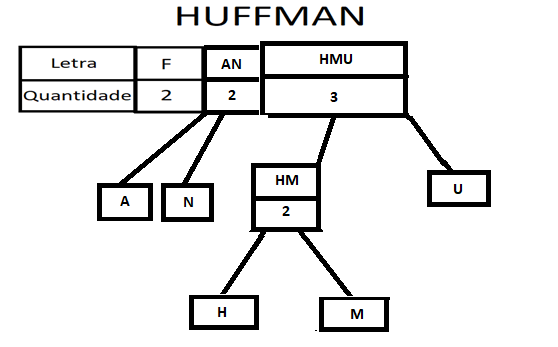 HUFFMAN
Letra F AN HMU
Quantidade 2 2 3
HM
2
A N U
H M